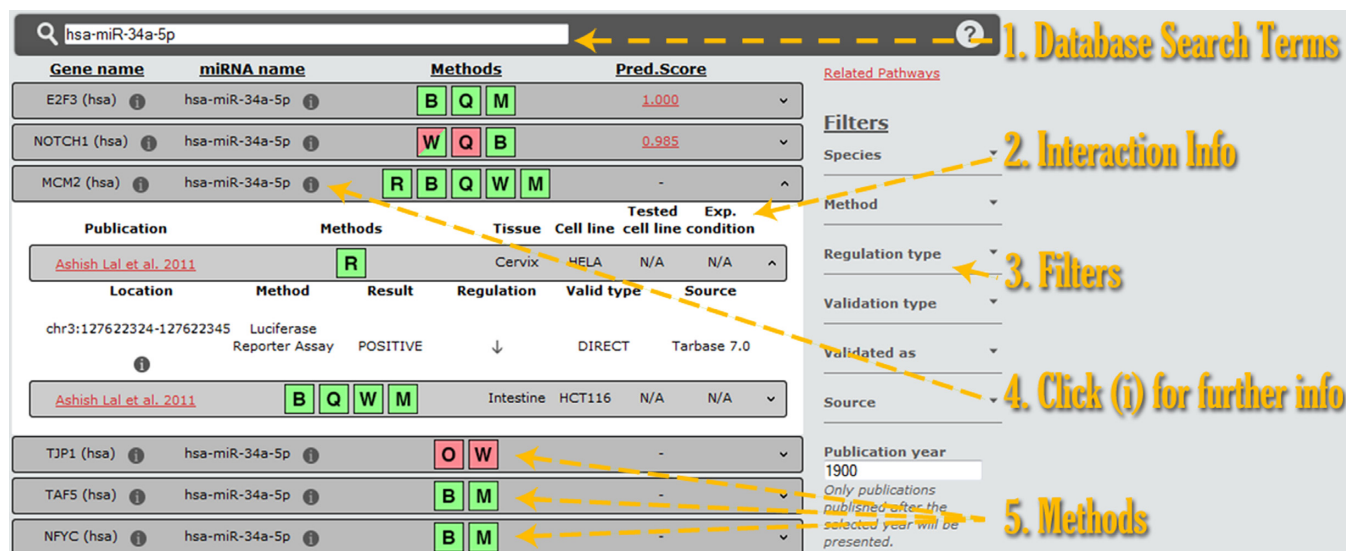 hsa-miR-34a-5p
?
1. Database Search Terms
Gene name miRNA name Methods Pred.Score
Related Pathways
E2F3 (hsa) i hsa-miR-34a-5p i B Q M 1.000
Filters
NOTCH1 (hsa) i hsa-miR-34a-5p i W Q B 0.985
Species
2. Interaction Info
MCM2 (hsa) i hsa-miR-34a-5p i R B Q W M -
Method
Publication Methods Tissue Cell line Tested cell line Exp. condition
Ashish Lal et al. 2011 R Cervix HELA N/A N/A
Regulation type
3. Filters
Location Method Result Regulation Valid type Source
Validation type
chr3:127622324-127622345 Luciferase
Reporter Assay POSITIVE ↓ DIRECT Tarbase 7.0
i
Validated as
Ashish Lal et al. 2011 B Q W M Intestine HCT116 N/A N/A
Source
4. Click (i) for further info
TJP1 (hsa) i hsa-miR-34a-5p i O W -
Publication year
1900
TAF5 (hsa) i hsa-miR-34a-5p i B M -
Only publications
published after the
selected year will be
presented.
5. Methods
NFYC (hsa) i hsa-miR-34a-5p i B M -